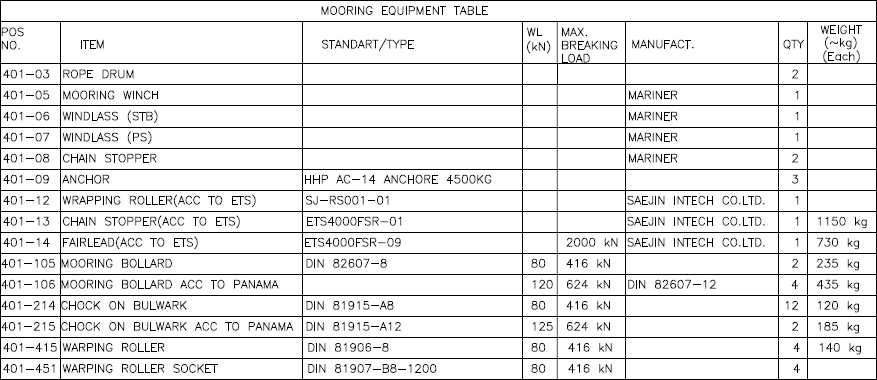 MOORING EQUIPMENT TABLE
POS NO. ITEM STANDART/TYPE WL (kN) MAX. BREAKING LOAD MANUFACT. QTY WEIGHT (~kg) (Each)
401-03 ROPE DRUM 2
401-05 MOORING WINCH MARINER 1
401-06 WINDLASS (STB) MARINER 1
401-07 WINDLASS (PS) MARINER 1
401-08 CHAIN STOPPER MARINER 2
401-09 ANCHOR HHP AC-14 ANCHORE 4500KG 3
401-12 WRAPPING ROLLER(ACC TO ETS) SJ-RS001-01 SAEJIN INTECH CO.LTD. 1
401-13 CHAIN STOPPER(ACC TO ETS) ETS4000FSR-01 SAEJIN INTECH CO.LTD. 1 1150 kg
401-14 FAIRLEAD(ACC TO ETS) ETS4000FSR-09 2000 kN SAEJIN INTECH CO.LTD. 1 730 kg
401-105 MOORING BOLLARD DIN 82607-8 80 416 kN 2 235 kg
401-106 MOORING BOLLARD ACC TO PANAMA 120 624 kN DIN 82607-12 4 435 kg
401-214 CHOCK ON BULWARK DIN 81915-A8 80 416 kN 12 120 kg
401-215 CHOCK ON BULWARK ACC TO PANAMA DIN 81915-A12 125 624 kN 2 185 kg
401-415 WARPING ROLLER DIN 81906-8 80 416 kN 4 140 kg
401-451 WARPING ROLLER SOCKET DIN 81907-B8-1200 80 416 kN 4